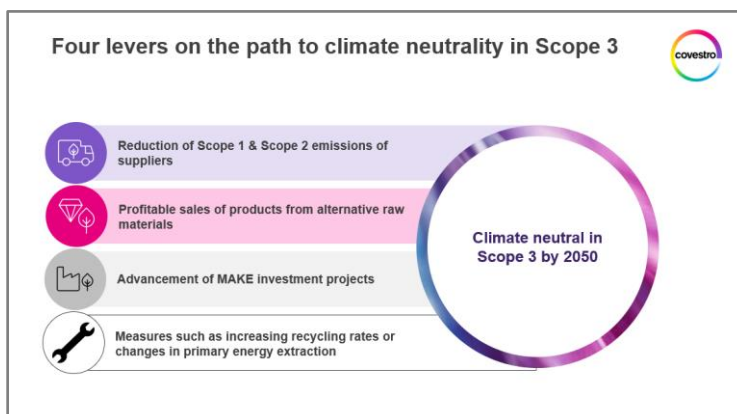 Four levers on the path to climate neutrality in Scope 3
covestro
Reduction of Scope 1 & Scope 2 emissions of
suppliers
Profitable sales of products from alternative raw
materials
Advancement of MAKE investment projects
Measures such as increasing recycling rates or
changes in primary energy extraction
Climate neutral in
Scope 3 by 2050